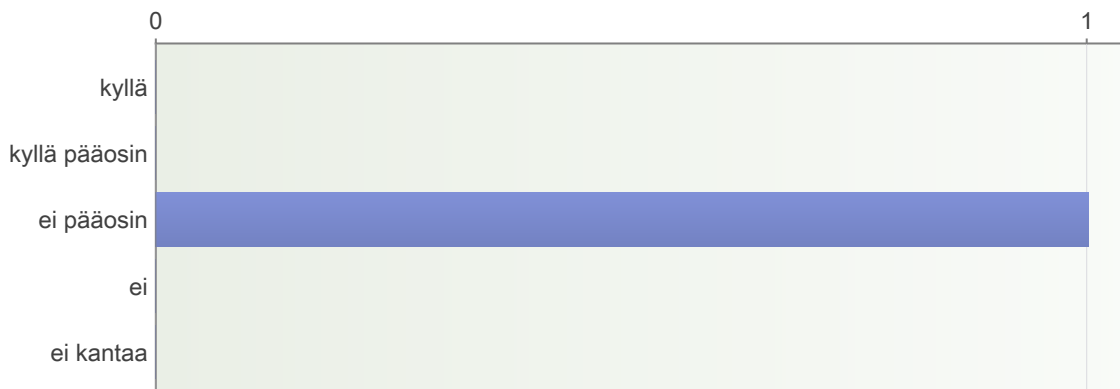 0 1
kyllä
kyllä pääosin
ei pääosin
ei
ei kantaa